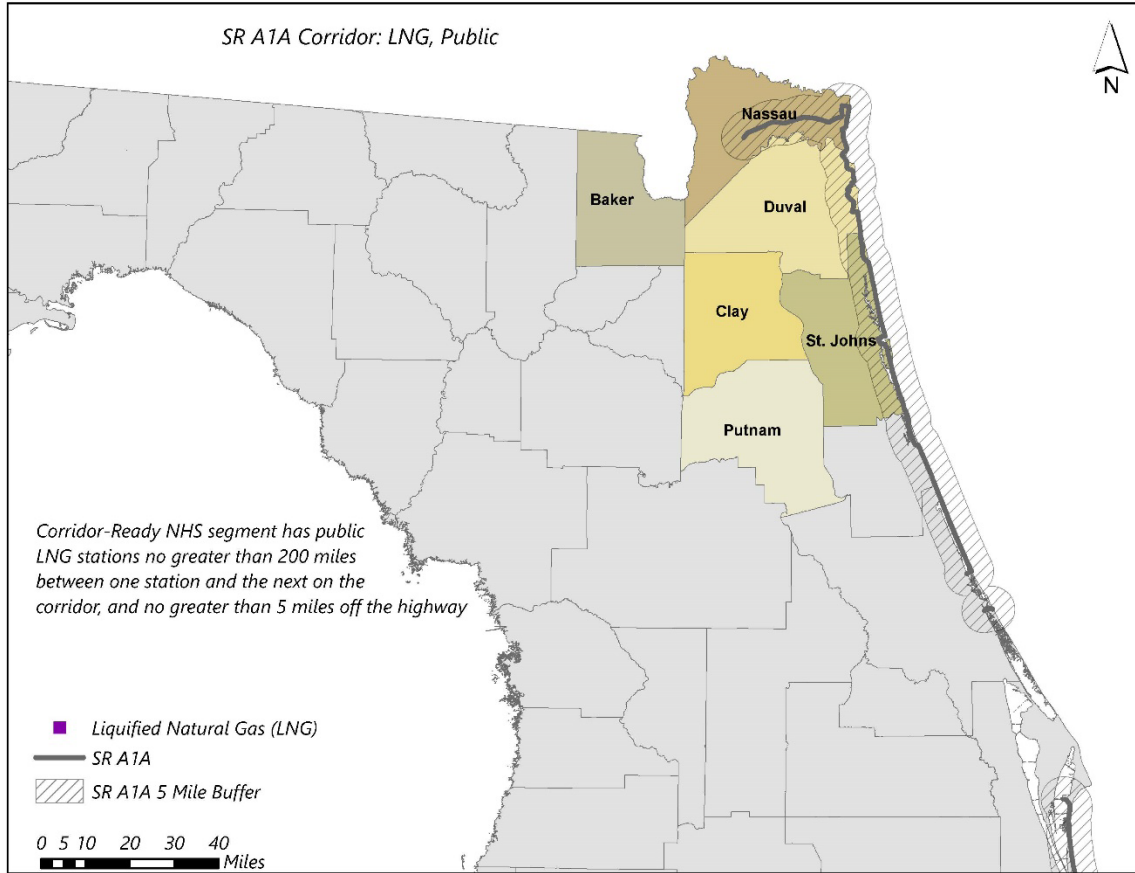 SR A1A Corridor: LNG, Public
N
Nassau
Baker
Duval
Clay
St. Johns
Putnam
Corridor-Ready NHS segment has public
LNG stations no greater than 200 miles
between one station and the next on the
corridor, and no greater than 5 miles off the highway
Liquified Natural Gas (LNG)
SR A1A
SR A1A 5 Mile Buffer
0 5 10 20 30 40
Miles